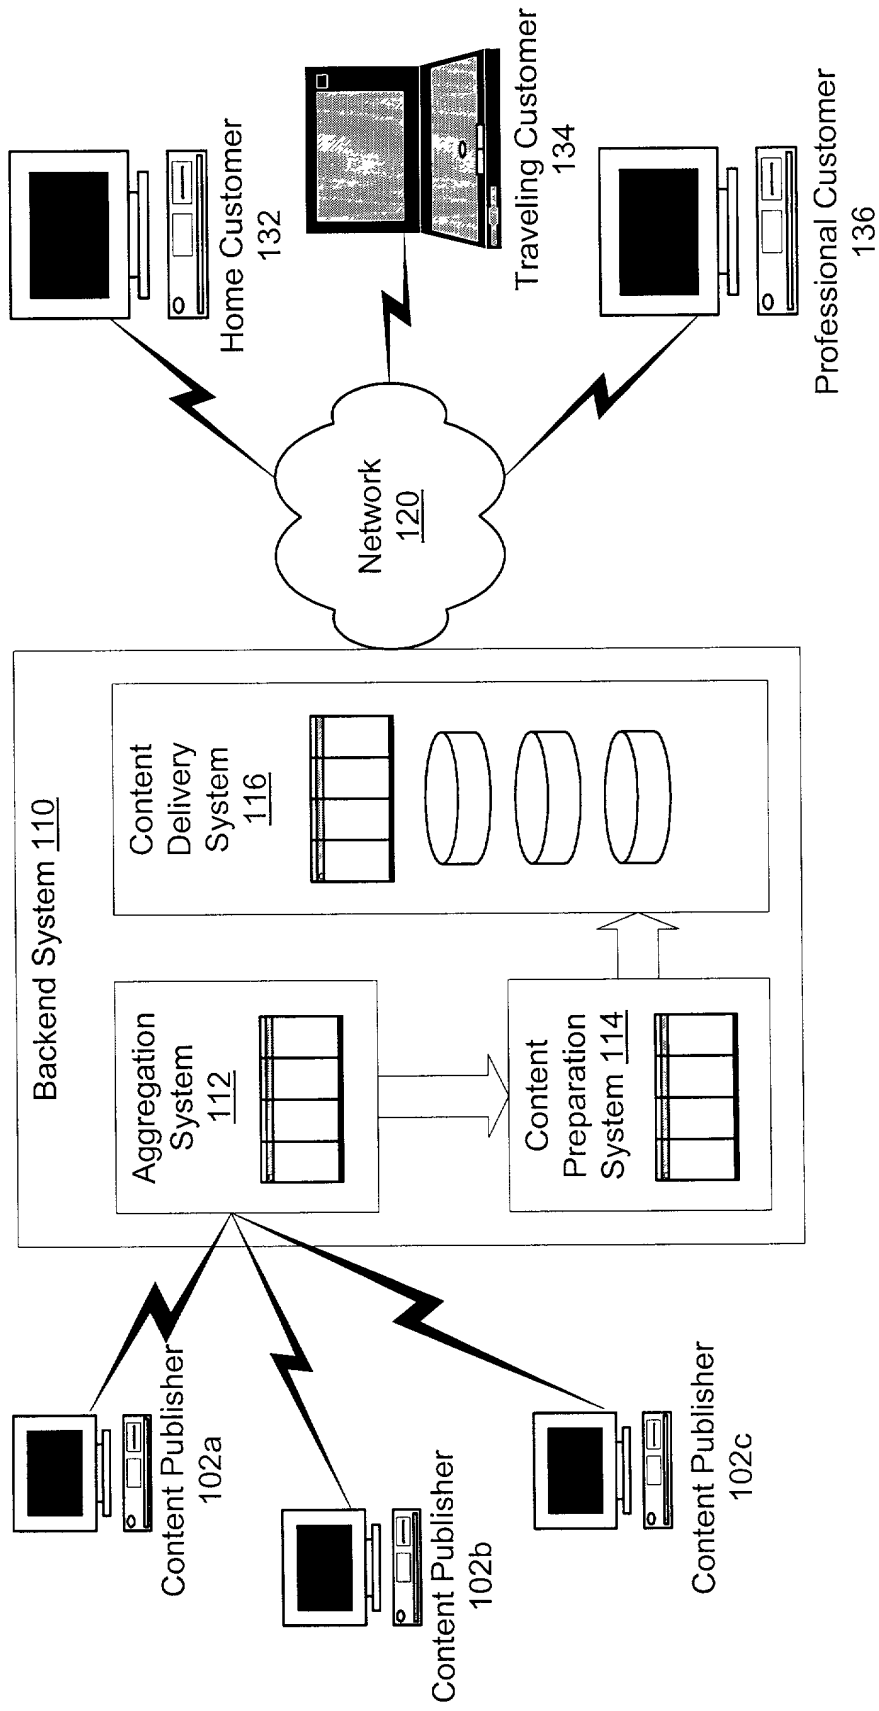 Backend System 110
Content Publisher
102a
Content Publisher
102b
Content Publisher
102c
Aggregation
System
112
Content
Preparation
System 114
Content
Delivery
System
116
Network
120
Home Customer
132
Traveling Customer
134
Professional Customer
136